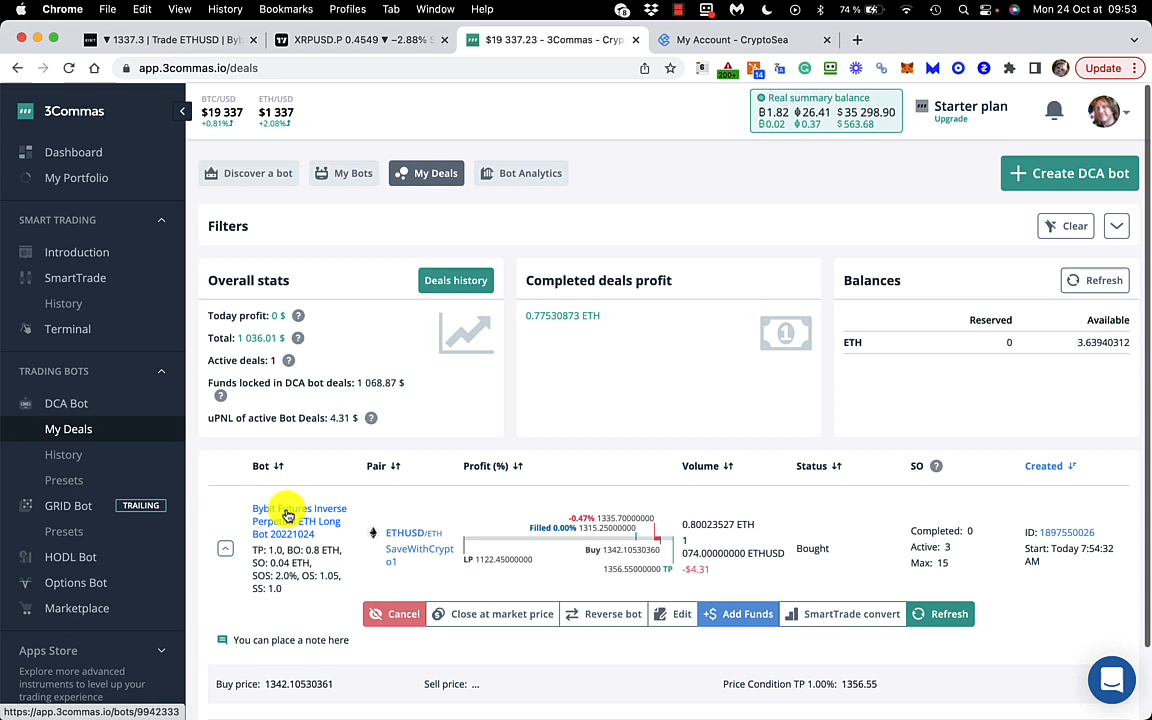 Chrome File Edit View History Bookmarks Profiles Tab Window Help 74 % Mon 24 Oct at 09:53
▼ 1337.3 | Trade ETHUSD | Byb
XRPUSD.P 0.4549 ▼ −2.88% S
$19 337.23 - 3Commas - Cryp
My Account - CryptoSea
app.3commas.io/deals
200+
14
Update
3Commas
Dashboard
My Portfolio
SMART TRADING
Introduction
SmartTrade
History
Terminal
TRADING BOTS
DCA Bot
My Deals
History
Presets
GRID Bot TRAILING
Presets
HODL Bot
Options Bot
Marketplace
Apps Store
Explore more advanced
instruments to level up your
trading experience
https://app.3commas.io/bots/9942333
BTC/USD ETH/USD
$19 337 $1 337
+0.81% +2.08%
Real summary balance
1.82 26.41 $ 35 298.90
0.02 0.37 $ 563.68
Starter plan
Upgrade
Discover a bot My Bots My Deals Bot Analytics
Create DCA bot
Filters Clear
Overall stats Deals history
Today profit: 0 $ ?
Total: 1 036.01 $ ?
Active deals: 1 ?
Funds locked in DCA bot deals: 1 068.87 $
?
uPNL of active Bot Deals: 4.31 $ ?
Completed deals profit
0.77530873 ETH
Balances Refresh
Reserved Available
ETH 0 3.63940312
Bot Pair Profit (%) Volume Status SO ? Created
Bybit Futures Inverse
Perpetual ETH Long
Bot 20221024
TP: 1.0, BO: 0.8 ETH,
SO: 0.04 ETH,
SOS: 2.0%, OS: 1.05,
SS: 1.0
ETHUSD/ETH
SaveWithCrypt
o1
-0.47% 1335.70000000
Filled 0.00% 1315.25000000
Buy 1342.10530360
LP 1122.45000000
1356.55000000 TP
0.80023527 ETH
1
074.00000000 ETHUSD
-$4.31
Bought
Completed: 0
Active: 3
Max: 15
ID: 1897550026
Start: Today 7:54:32
AM
Cancel Close at market price Reverse bot Edit Add Funds SmartTrade convert Refresh
You can place a note here
Buy price: 1342.10530361 Sell price: ... Price Condition TP 1.00%: 1356.55